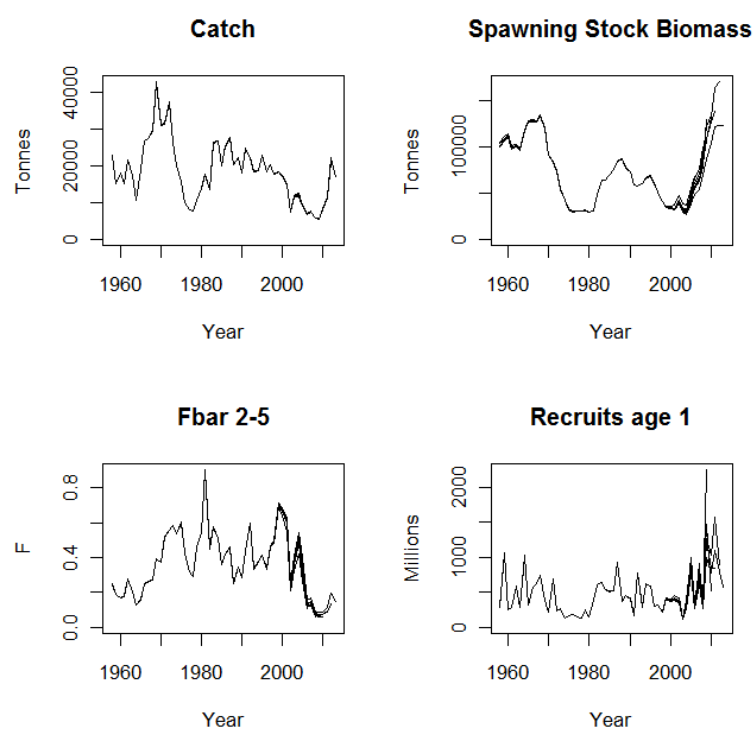 Catch
Tonnes
40000
20000
0
1960
1980
2000
Year
Spawning Stock Biomass
Tonnes
100000
0
1960
1980
2000
Year
Fbar 2-5
F
0.8
0.4
0.0
1960
1980
2000
Year
Recruits age 1
Millions
2000
1000
0
1960
1980
2000
Year